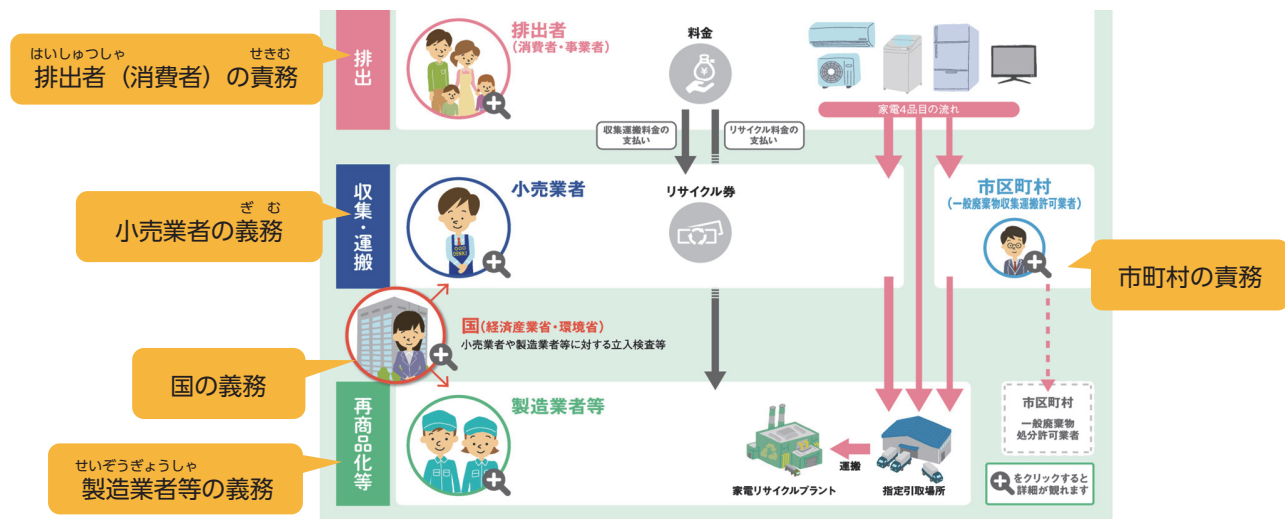 はいしゅつしゃ せきむ
排出者（消費者）の責務
排出
排出者
（消費者・事業者）
料金
家電4品目の流れ
収集運搬料金の
支払い
リサイクル料金の
支払い
ぎ む
小売業者の義務
収集・運搬
小売業者
リサイクル券
市区町村
（一般廃棄物収集運搬許可業者）
市町村の責務
国（経済産業省・環境省）
小売業者や製造業者等に対する立入検査等
国の義務
せいぞうぎょうしゃ
製造業者等の義務
再商品化等
製造業者等
家電リサイクルプラント
運搬
指定引取場所
市区町村
一般廃棄物
処分許可業者
をクリックすると
詳細が観れます